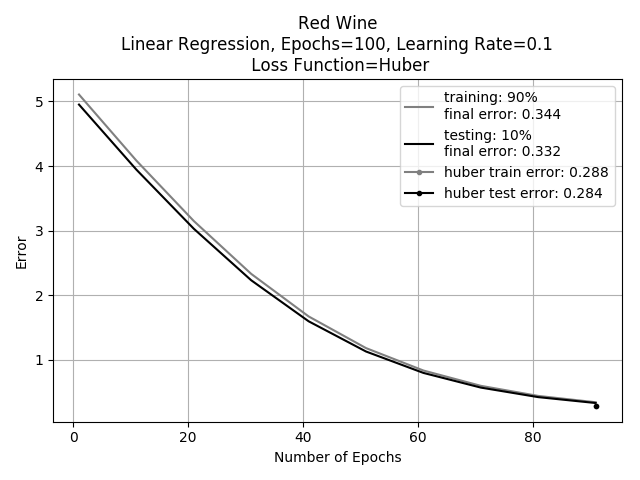 Red Wine
Linear Regression, Epochs=100, Learning Rate=0.1
Loss Function=Huber
training: 90%
final error: 0.344
testing: 10%
final error: 0.332
huber train error: 0.288
huber test error: 0.284
Error
5
4
3
2
1
0
20
40
60
80
Number of Epochs